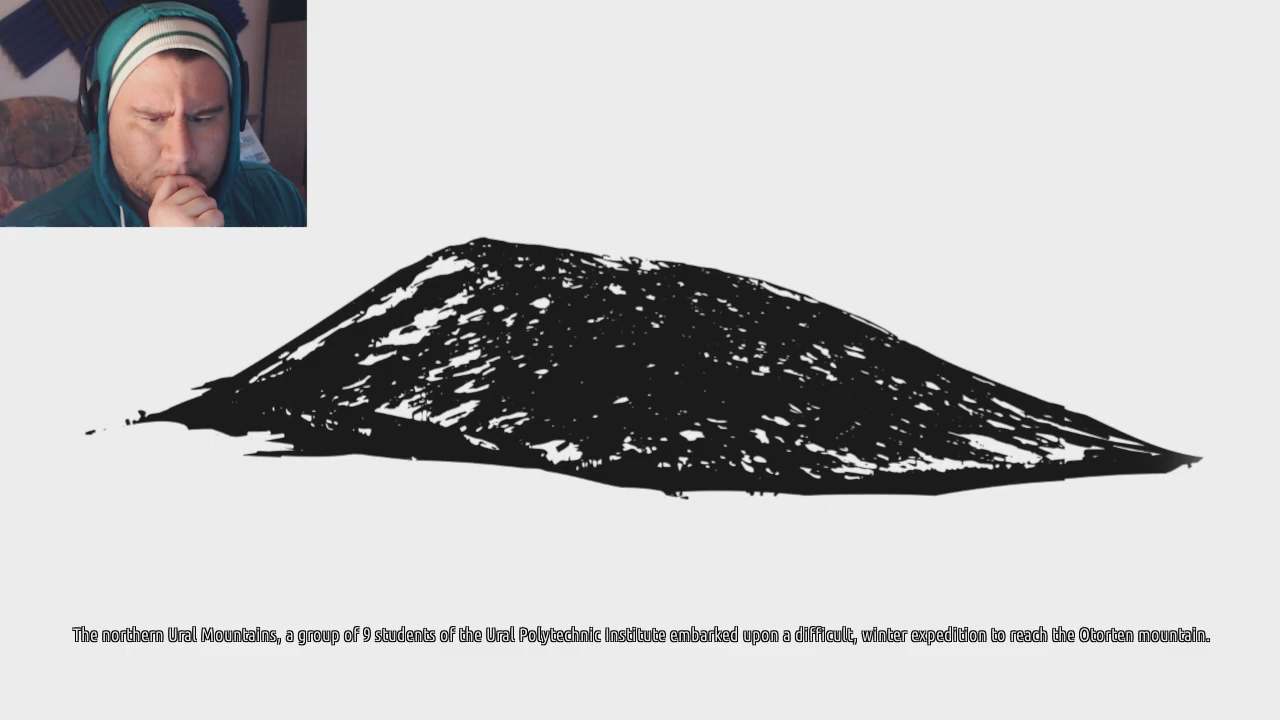 The northern Ural Mountains, a group of 9 students of the Ural Polytechnic Institute embarked upon a difficult, winter expedition to reach the Otorten mountain.